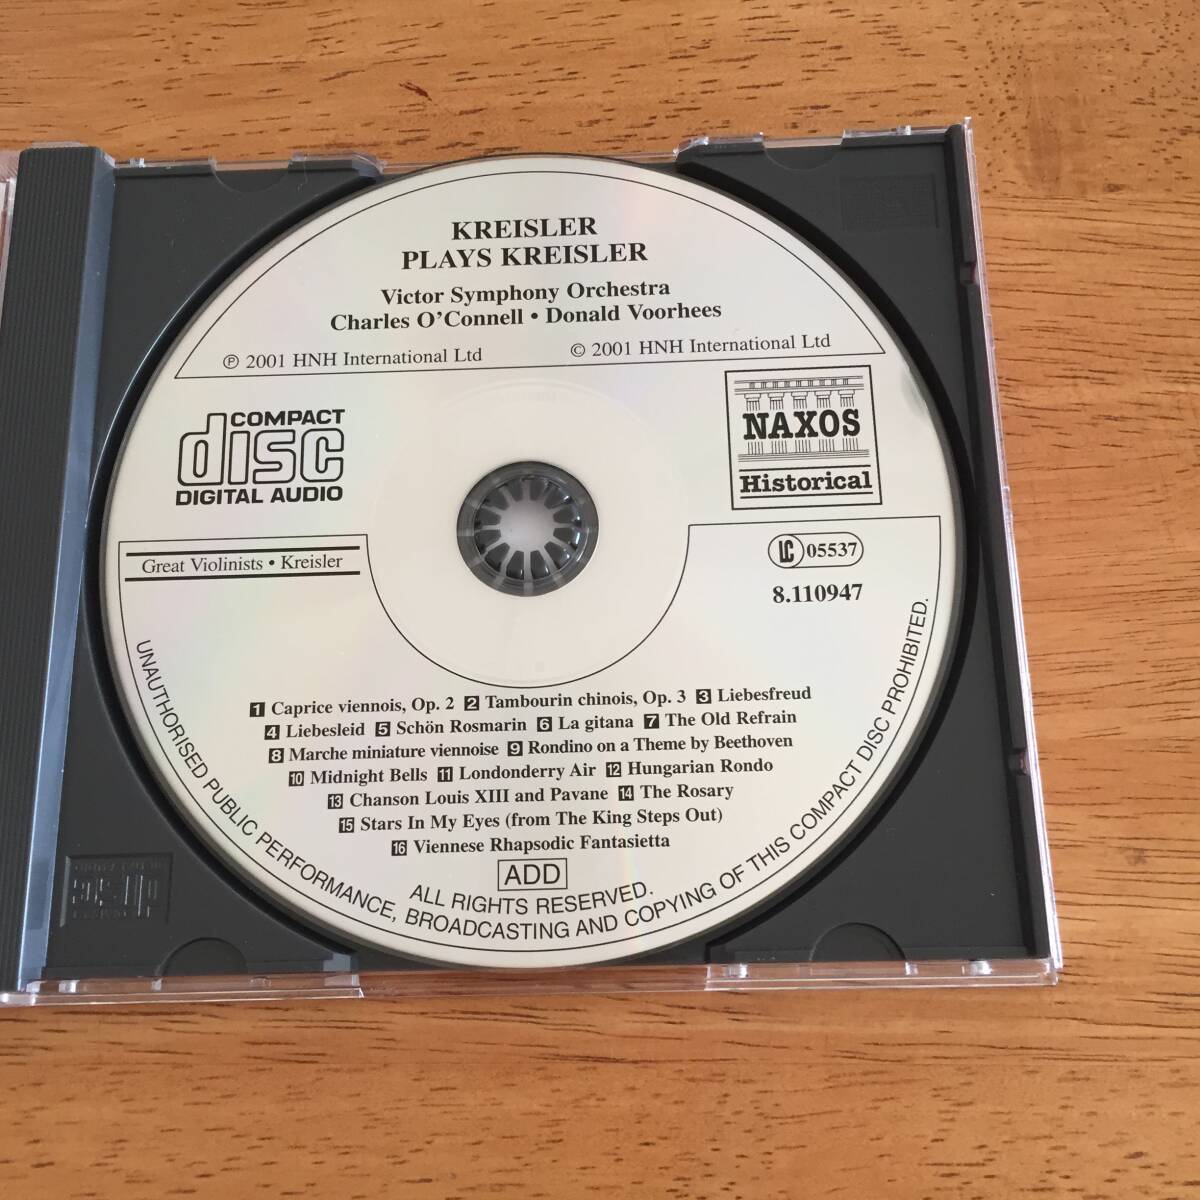 KREISLER
PLAYS KREISLER
Victor Symphony Orchestra
Charles O'Connell • Donald Voorhees
℗ 2001 HNH International Ltd © 2001 HNH International Ltd
COMPACT
disc
DIGITAL AUDIO
NAXOS
Historical
Great Violinists • Kreisler
LC 05537
8.110947
1 Caprice viennois, Op. 2 2 Tambourin chinois, Op. 3 3 Liebesfreud
4 Liebesleid 5 Schön Rosmarin 6 La gitana 7 The Old Refrain
8 Marche miniature viennoise 9 Rondino on a Theme by Beethoven
10 Midnight Bells 11 Londonderry Air 12 Hungarian Rondo
13 Chanson Louis XIII and Pavane 14 The Rosary
15 Stars In My Eyes (from The King Steps Out)
16 Viennese Rhapsodic Fantasietta
ADD
ALL RIGHTS RESERVED.
UNAUTHORISED PUBLIC PERFORMANCE, BROADCASTING AND COPYING OF THIS COMPACT DISC PROHIBITED.